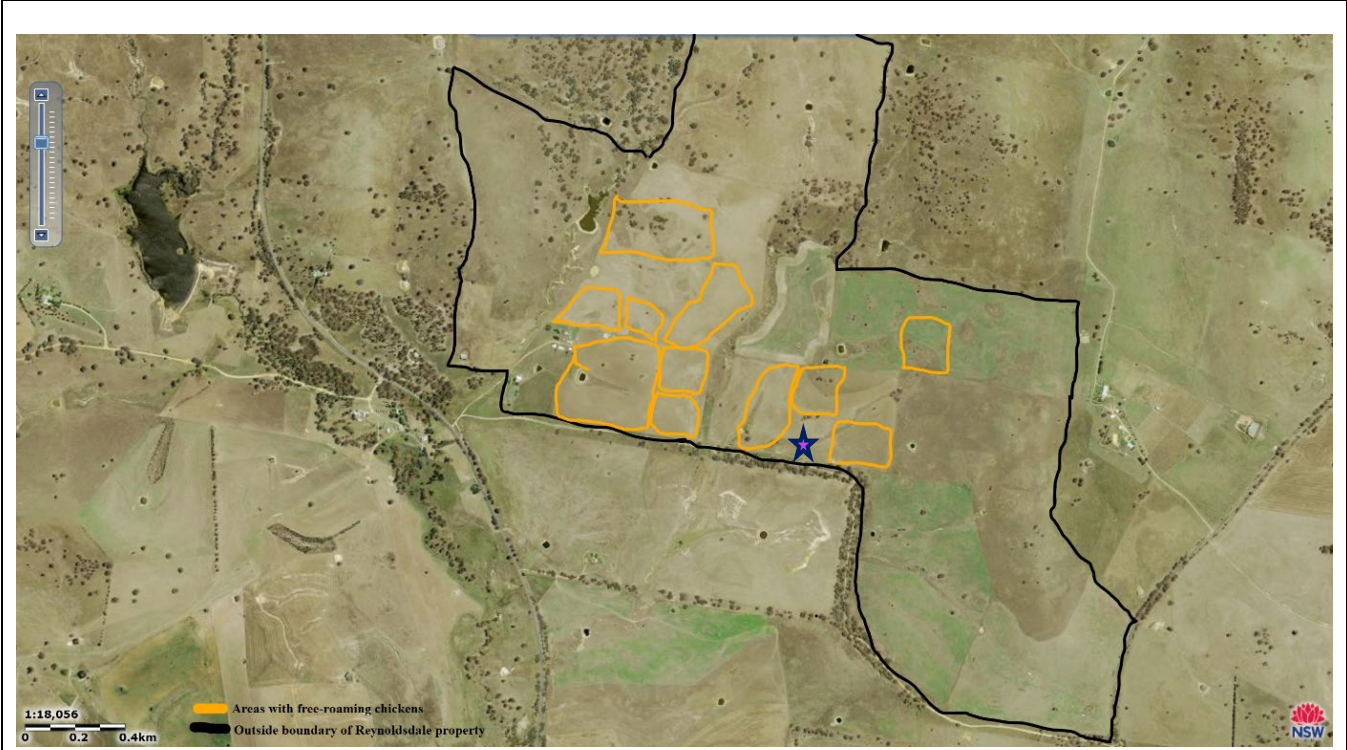 1:18,056
0 0.2 0.4km
Areas with free-roaming chickens
Outside boundary of Reynoldsdale property
NSW